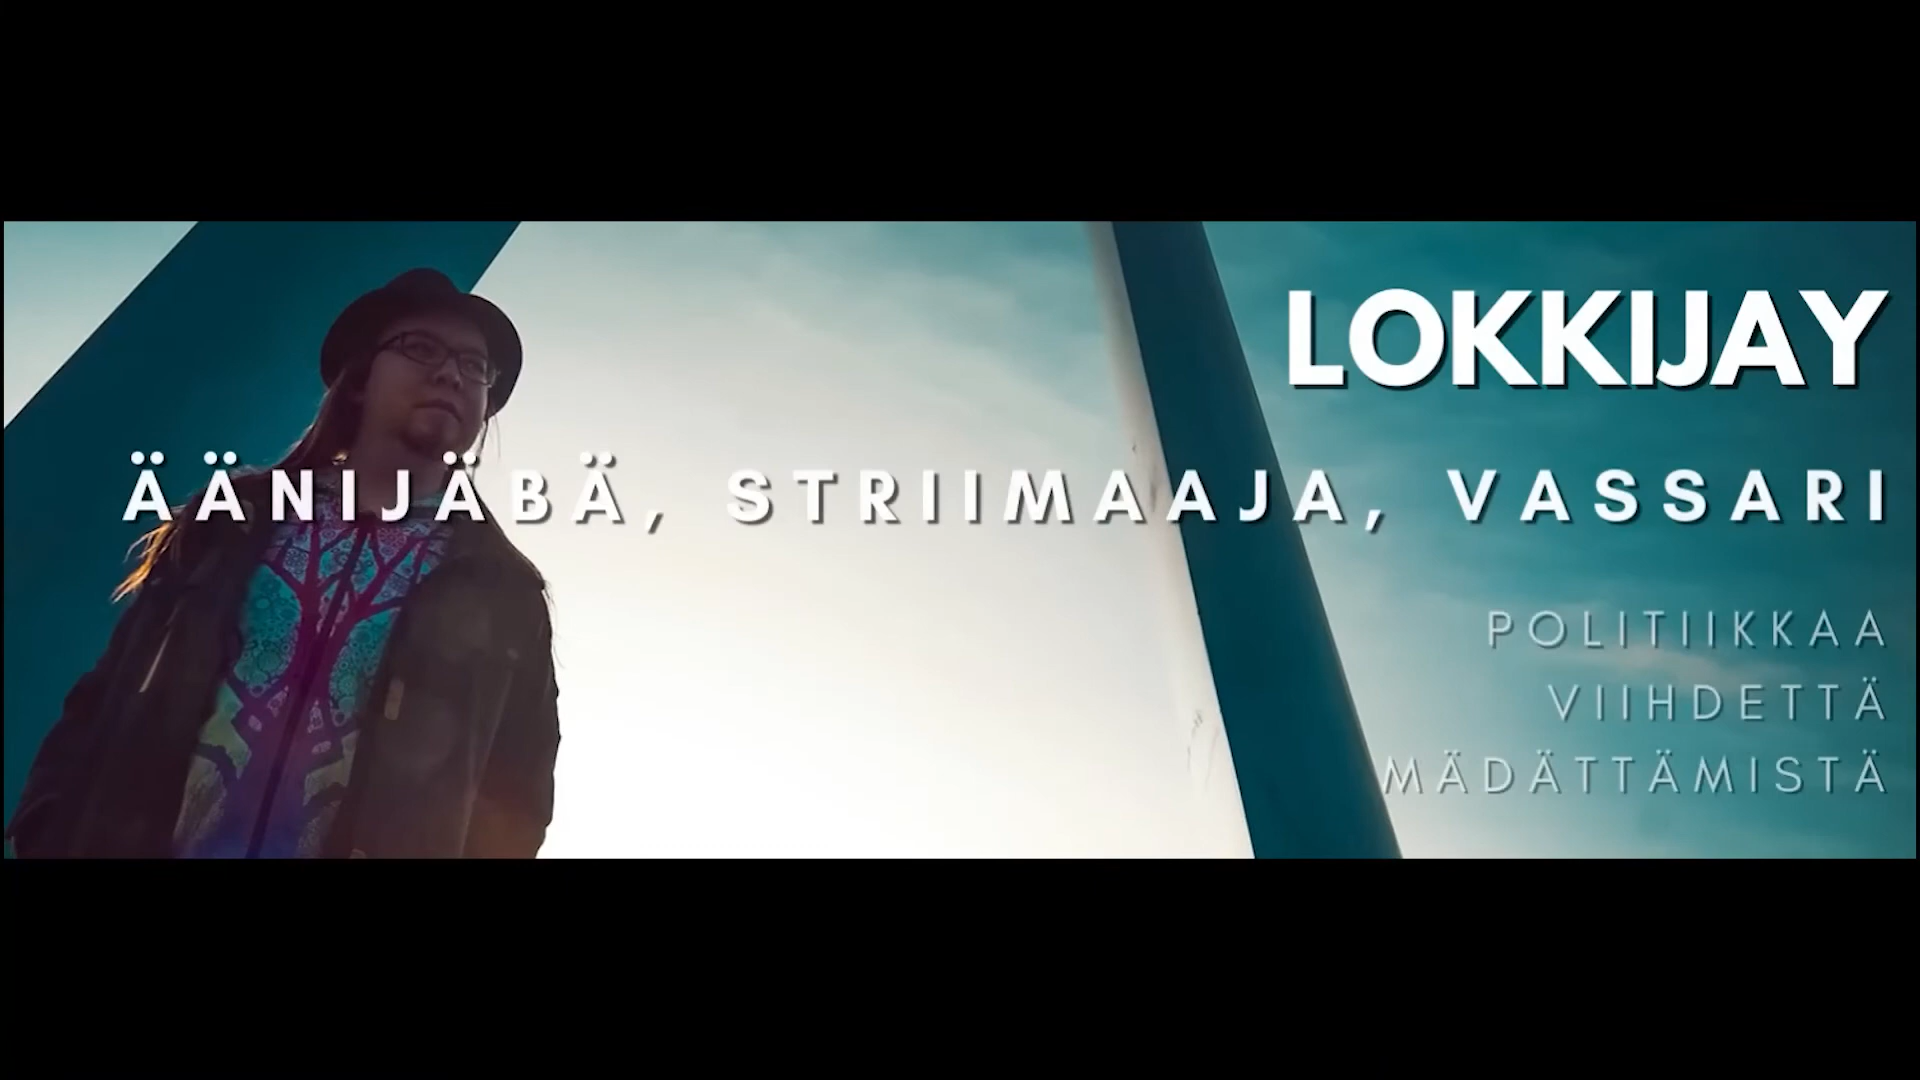 LOKKIJAY
ÄÄNIJÄBÄ, STRIIMAAJA, VASSARI
POLITIIKKAA
VIIHDETTÄ
MÄDÄTTÄMISTÄ